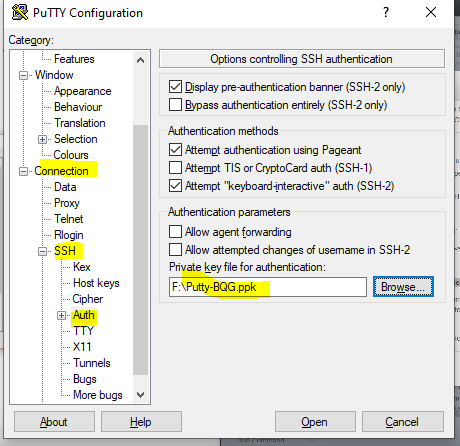 PuTTY Configuration
Category:
Features
Window
Appearance
Behaviour
Translation
Selection
Colours
Connection
Data
Proxy
Telnet
Rlogin
SSH
Kex
Host keys
Cipher
Auth
TTY
X11
Tunnels
Bugs
More bugs
Options controlling SSH authentication
Display pre-authentication banner (SSH-2 only)
Bypass authentication entirely (SSH-2 only)
Authentication methods
Attempt authentication using Pageant
Attempt TIS or CryptoCard auth (SSH-1)
Attempt "keyboard-interactive" auth (SSH-2)
Authentication parameters
Allow agent forwarding
Allow attempted changes of username in SSH-2
Private key file for authentication:
F:\Putty-BQG.ppk
Browse...
About
Help
Open
Cancel